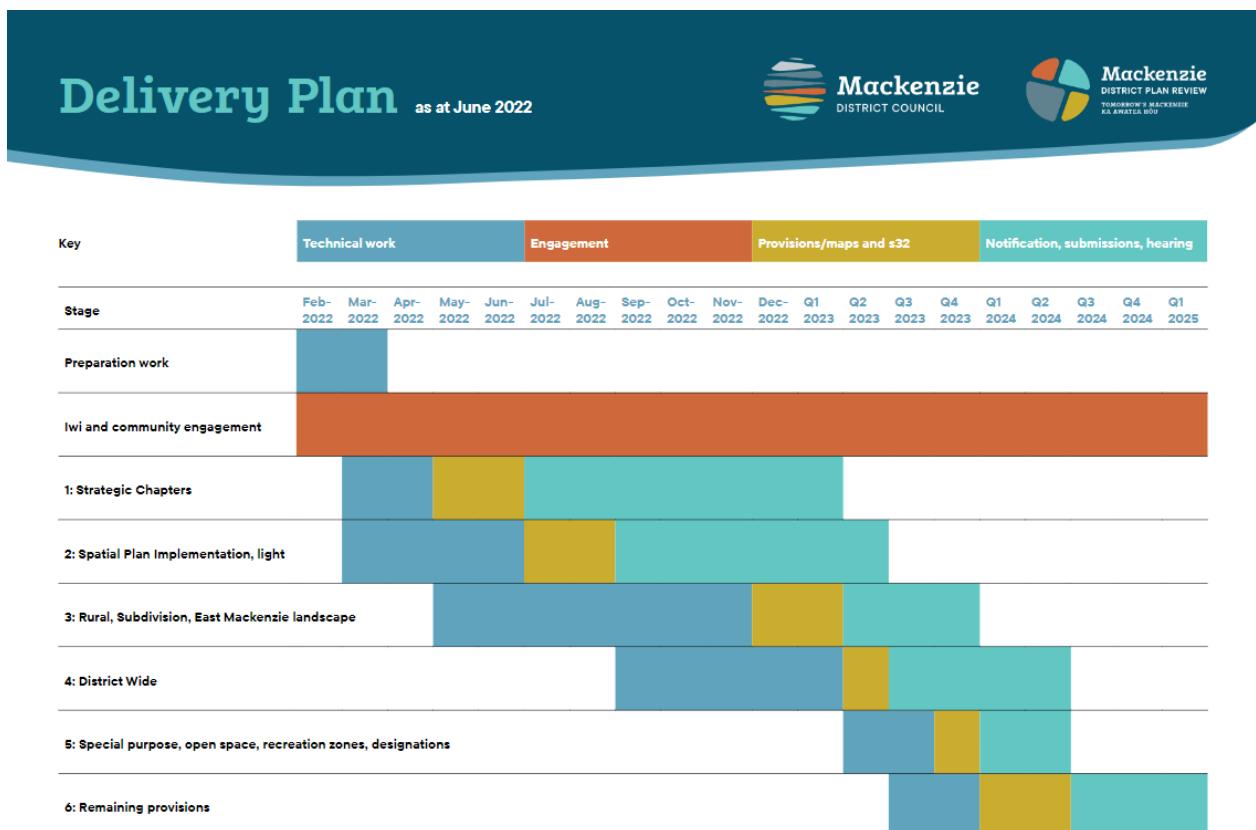 Delivery Plan as at June 2022
Mackenzie
DISTRICT COUNCIL
Mackenzie
DISTRICT PLAN REVIEW
TOMORROW'S MACKENZIE
KA AWATEA HŌU
Key
Technical work
Engagement
Provisions/maps and s32
Notification, submissions, hearing
Stage
Feb- Mar- Apr- May- Jun- Jul- Aug- Sep- Oct- Nov- Dec- Q1 Q2 Q3 Q4 Q1 Q2 Q3 Q4 Q1
2022 2022 2022 2022 2022 2022 2022 2022 2022 2022 2022 2023 2023 2023 2023 2024 2024 2024 2024 2025
Preparation work
Iwi and community engagement
1: Strategic Chapters
2: Spatial Plan Implementation, light
3: Rural, Subdivision, East Mackenzie landscape
4: District Wide
5: Special purpose, open space, recreation zones, designations
6: Remaining provisions